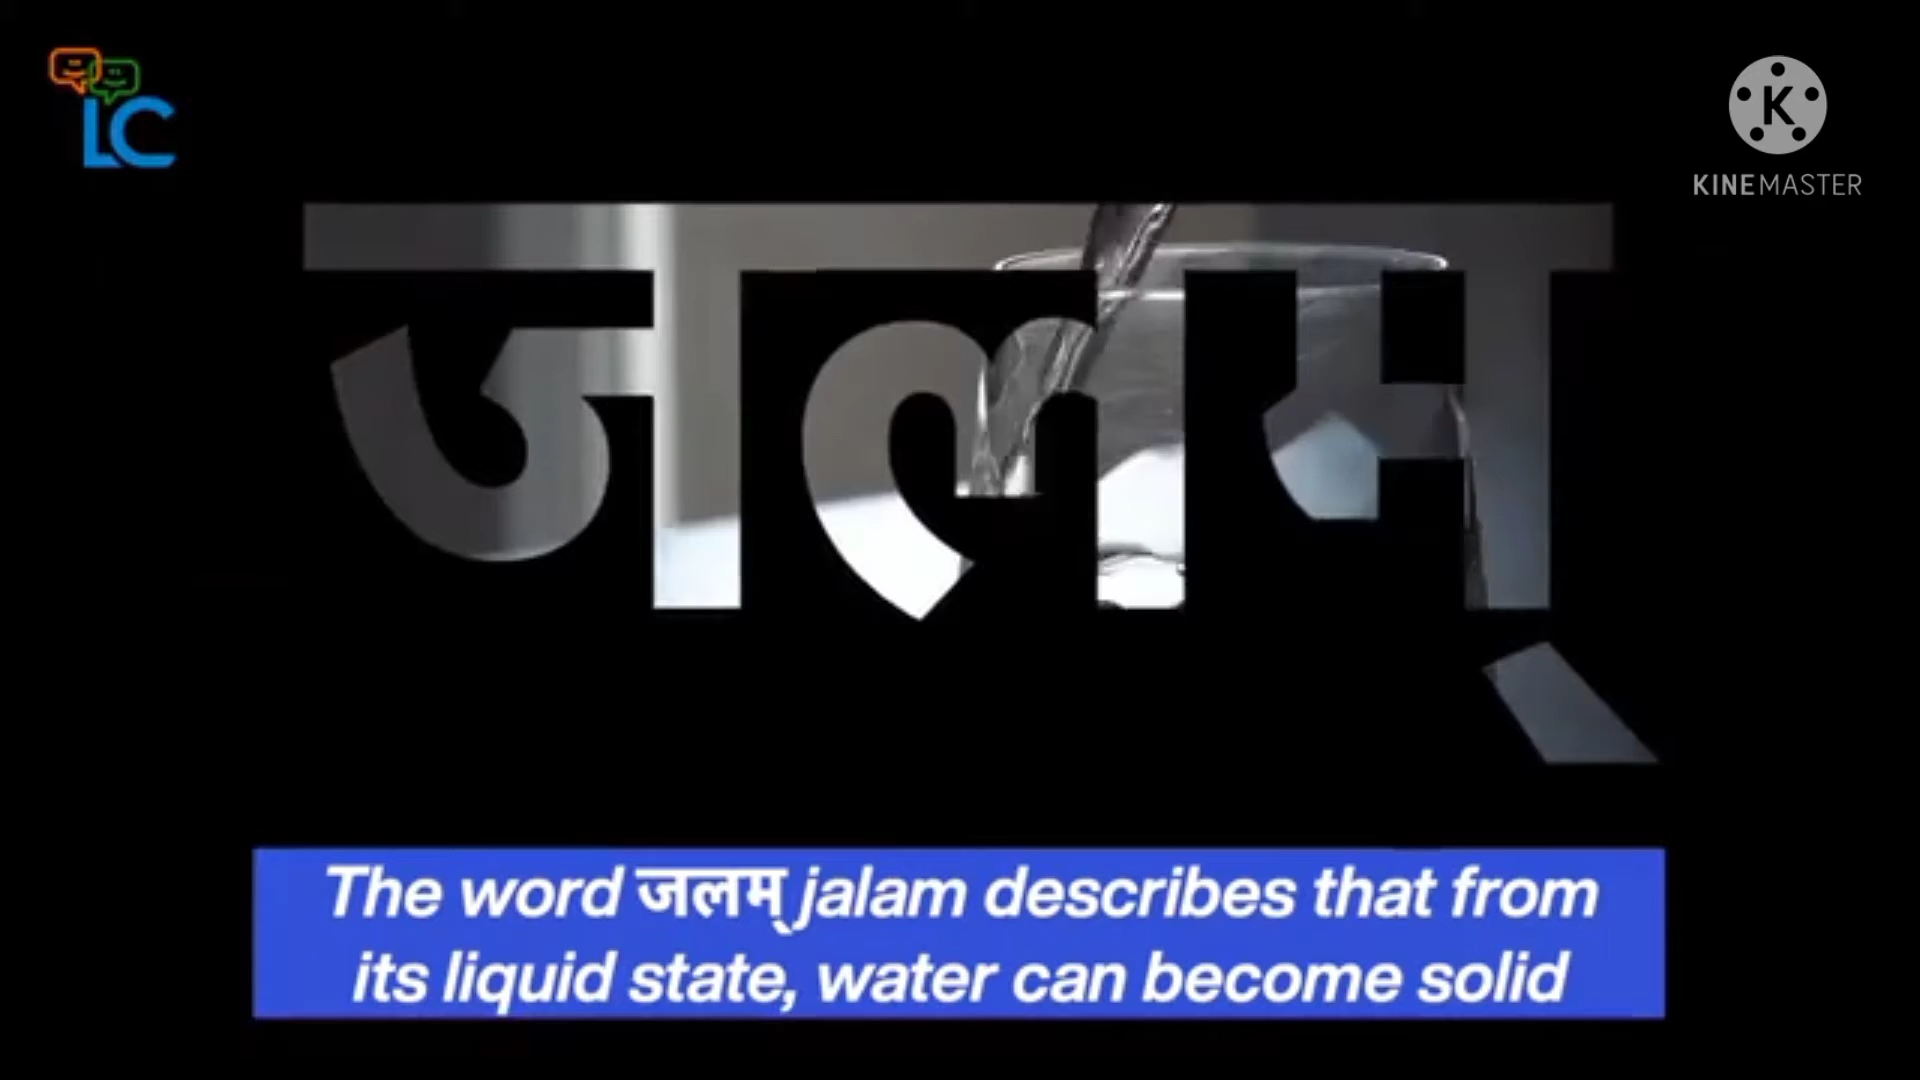 LC
K
KINEMASTER
जलम्
The word जलम् jalam describes that from
its liquid state, water can become solid